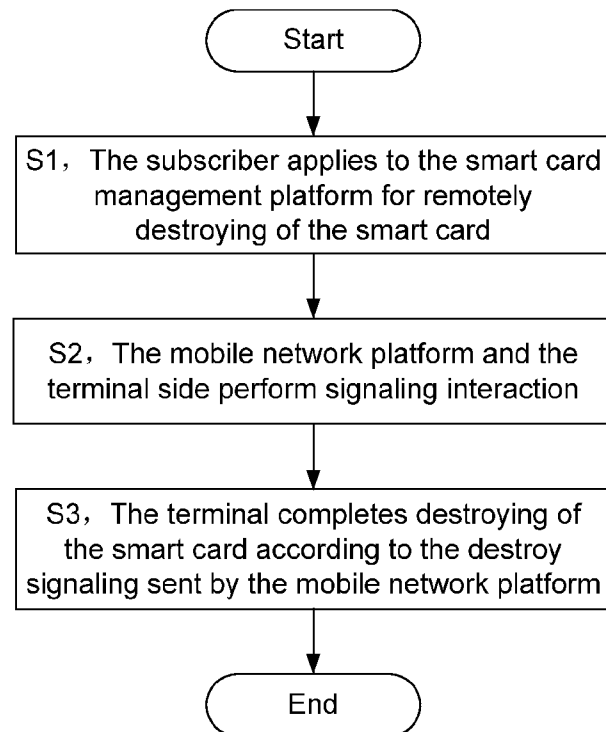 Start
S1，The subscriber applies to the smart card
management platform for remotely
destroying of the smart card
S2，The mobile network platform and the
terminal side perform signaling interaction
S3，The terminal completes destroying of
the smart card according to the destroy
signaling sent by the mobile network platform
End